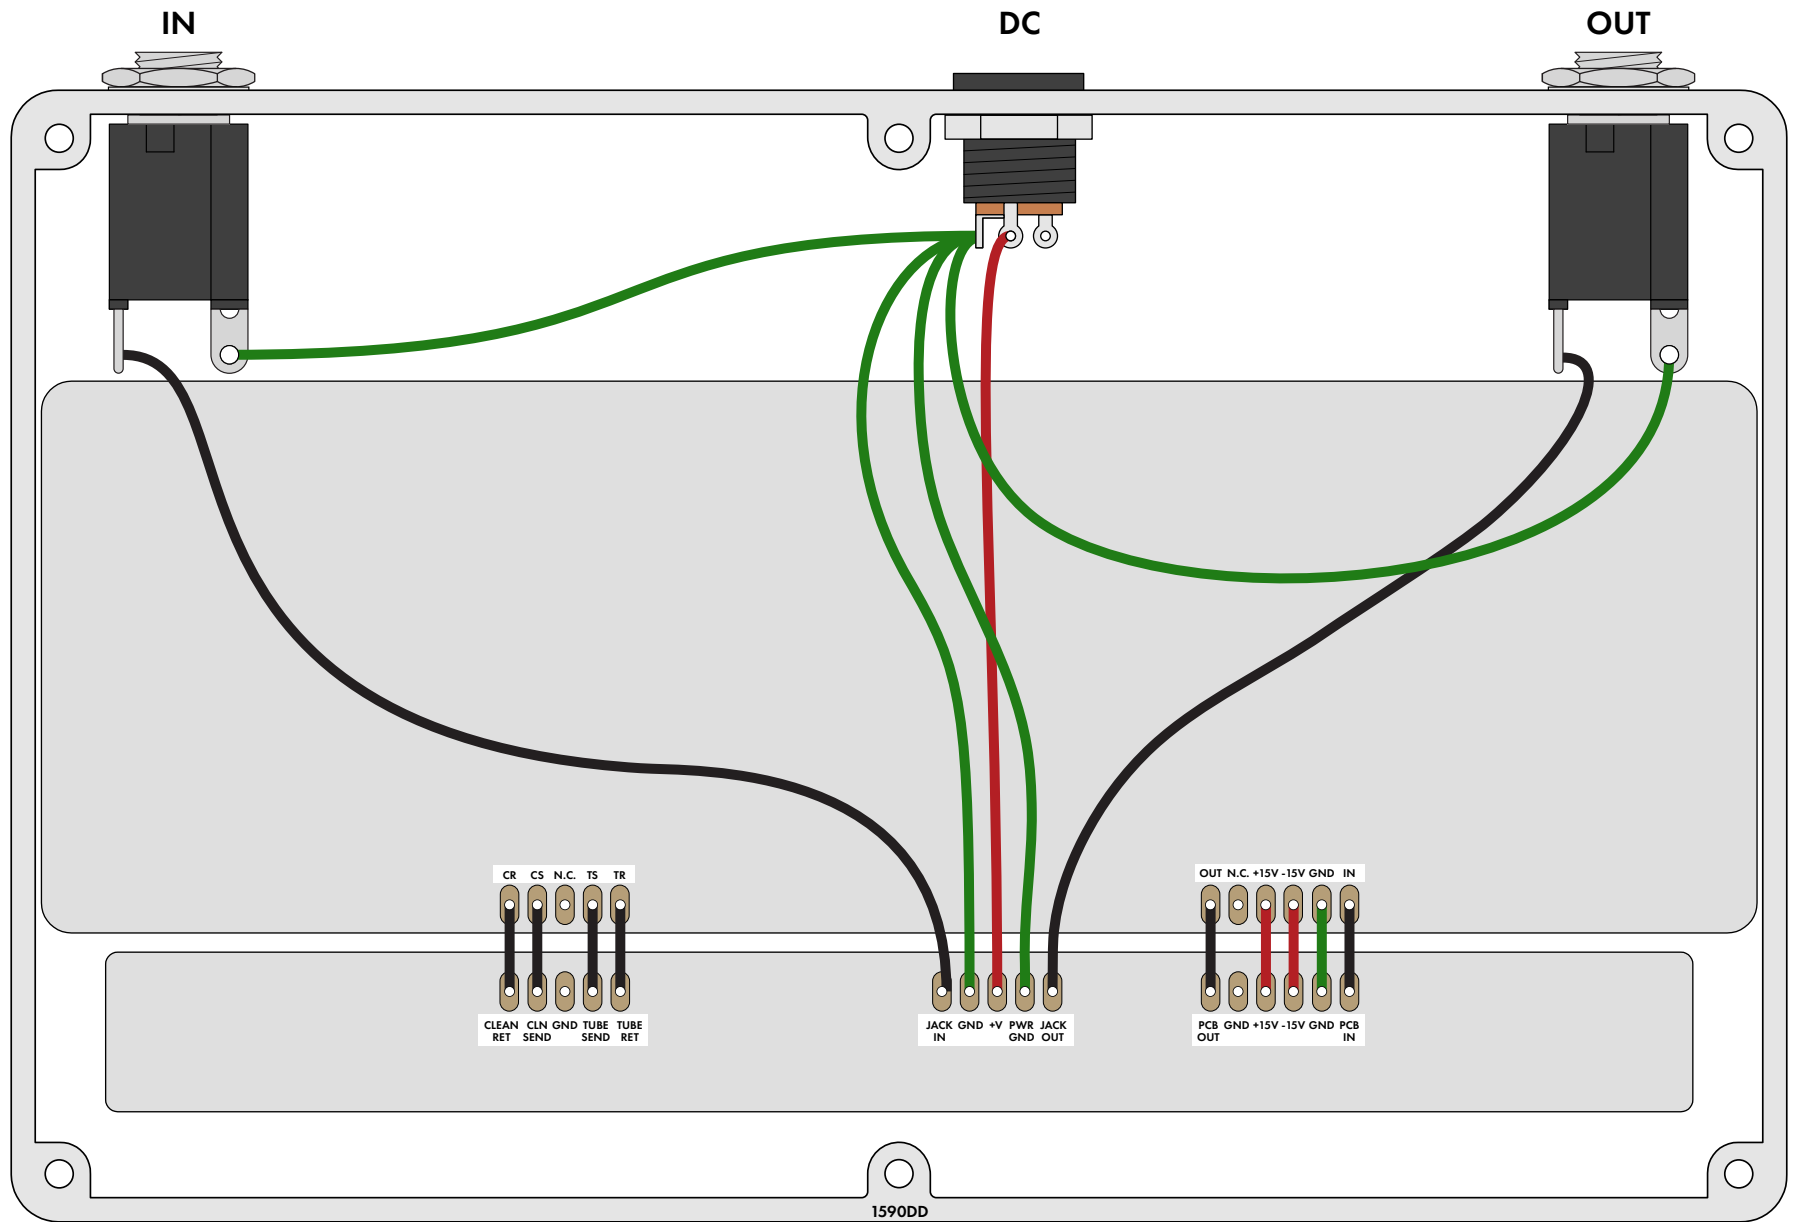 IN
DC
OUT
CR CS N.C. TS TR
OUT N.C. +15V -15V GND IN
CLEAN CLN GND TUBE TUBE
RET SEND SEND RET
JACK GND +V PWR JACK
IN GND OUT
PCB GND +15V -15V GND PCB
OUT IN
1590DD